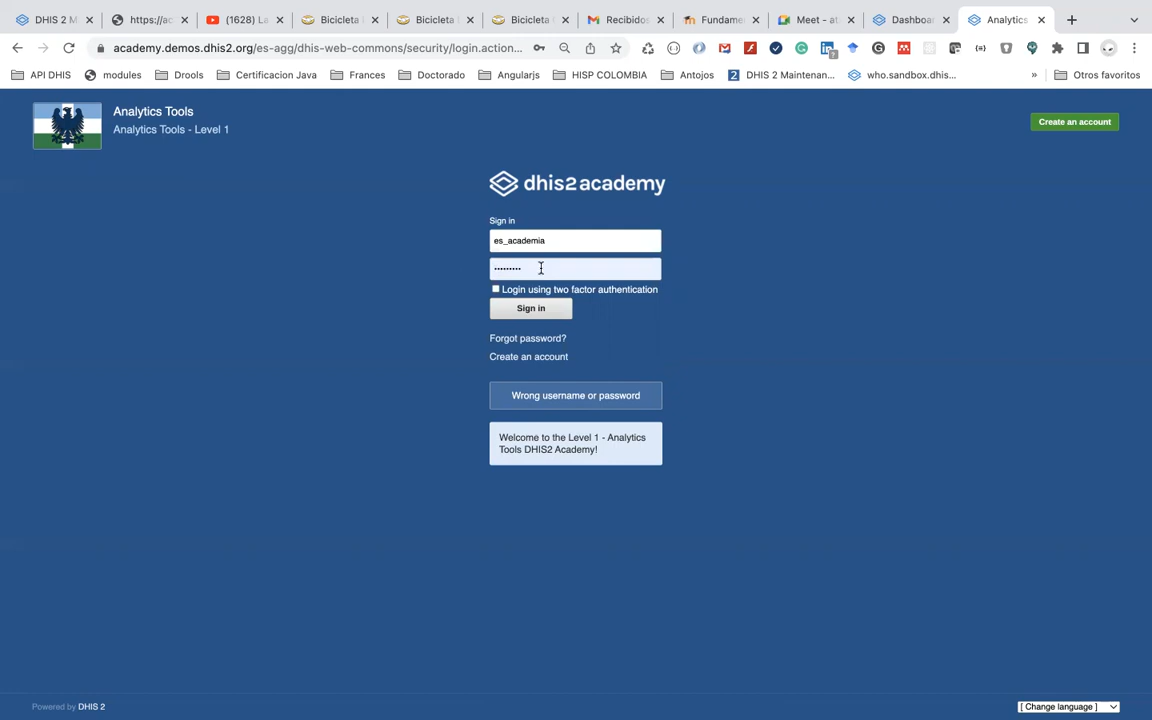 DHIS 2 M
https://ac
(1628) La
Bicicleta
Bicicleta
Bicicleta
Recibidos
Fundame
Meet – at
Dashboar
Analytics
academy.demos.dhis2.org/es-agg/dhis-web-commons/security/login.action...
API DHIS
modules
Drools
Certificacion Java
Frances
Doctorado
Angularjs
HISP COLOMBIA
Antojos
DHIS 2 Maintenan...
who.sandbox.dhis...
»
Otros favoritos
Analytics Tools
Analytics Tools - Level 1
Create an account
dhis2 academy
Sign in
es_academia
Login using two factor authentication
Sign in
Forgot password?
Create an account
Wrong username or password
Welcome to the Level 1 - Analytics
Tools DHIS2 Academy!
Powered by DHIS 2
[ Change language ]